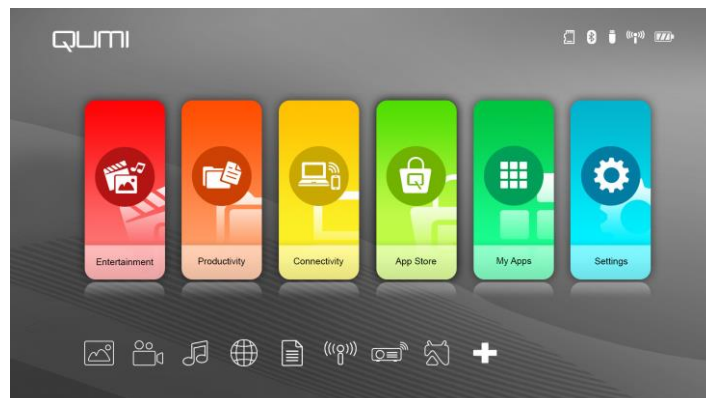 QUMI
Entertainment
Productivity
Connectivity
App Store
My Apps
Settings